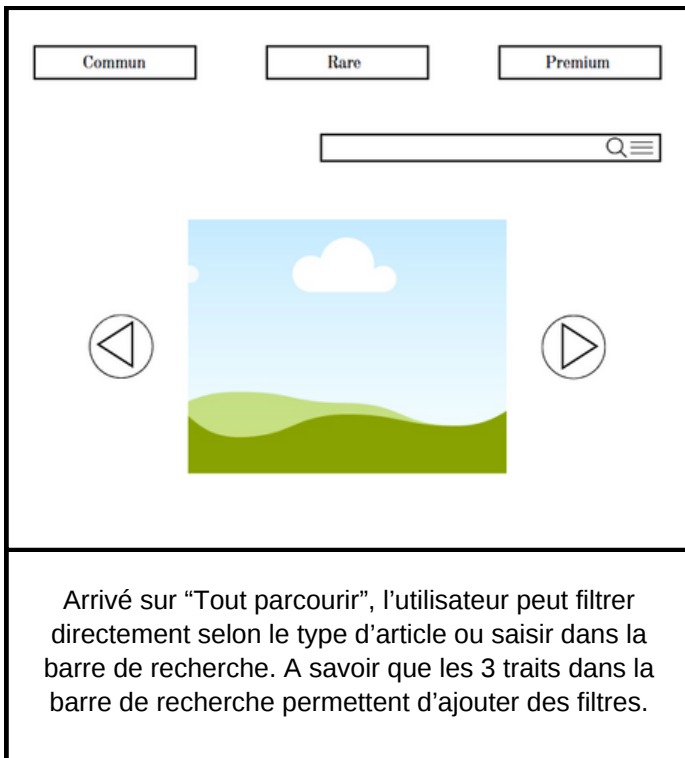 Commun
Rare
Premium
Arrivé sur “Tout parcourir”, l’utilisateur peut filtrer
directement selon le type d’article ou saisir dans la
barre de recherche. A savoir que les 3 traits dans la
barre de recherche permettent d’ajouter des filtres.